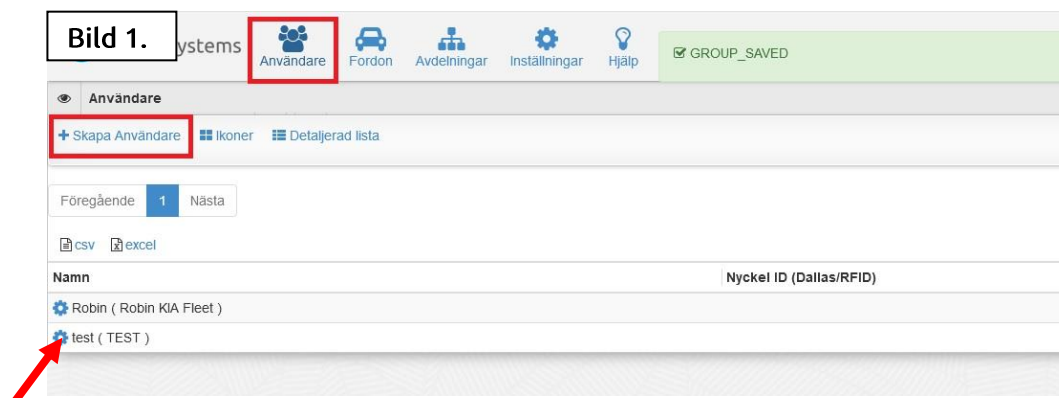 Bild 1.
ystems
Användare Fordon Avdelningar Inställningar Hjälp
GROUP_SAVED
Användare
Skapa Användare Ikoner Detaljerad lista
Föregående 1 Nästa
csv excel
Namn Nyckel ID (Dallas/RFID)
Robin ( Robin KIA Fleet )
test ( TEST )